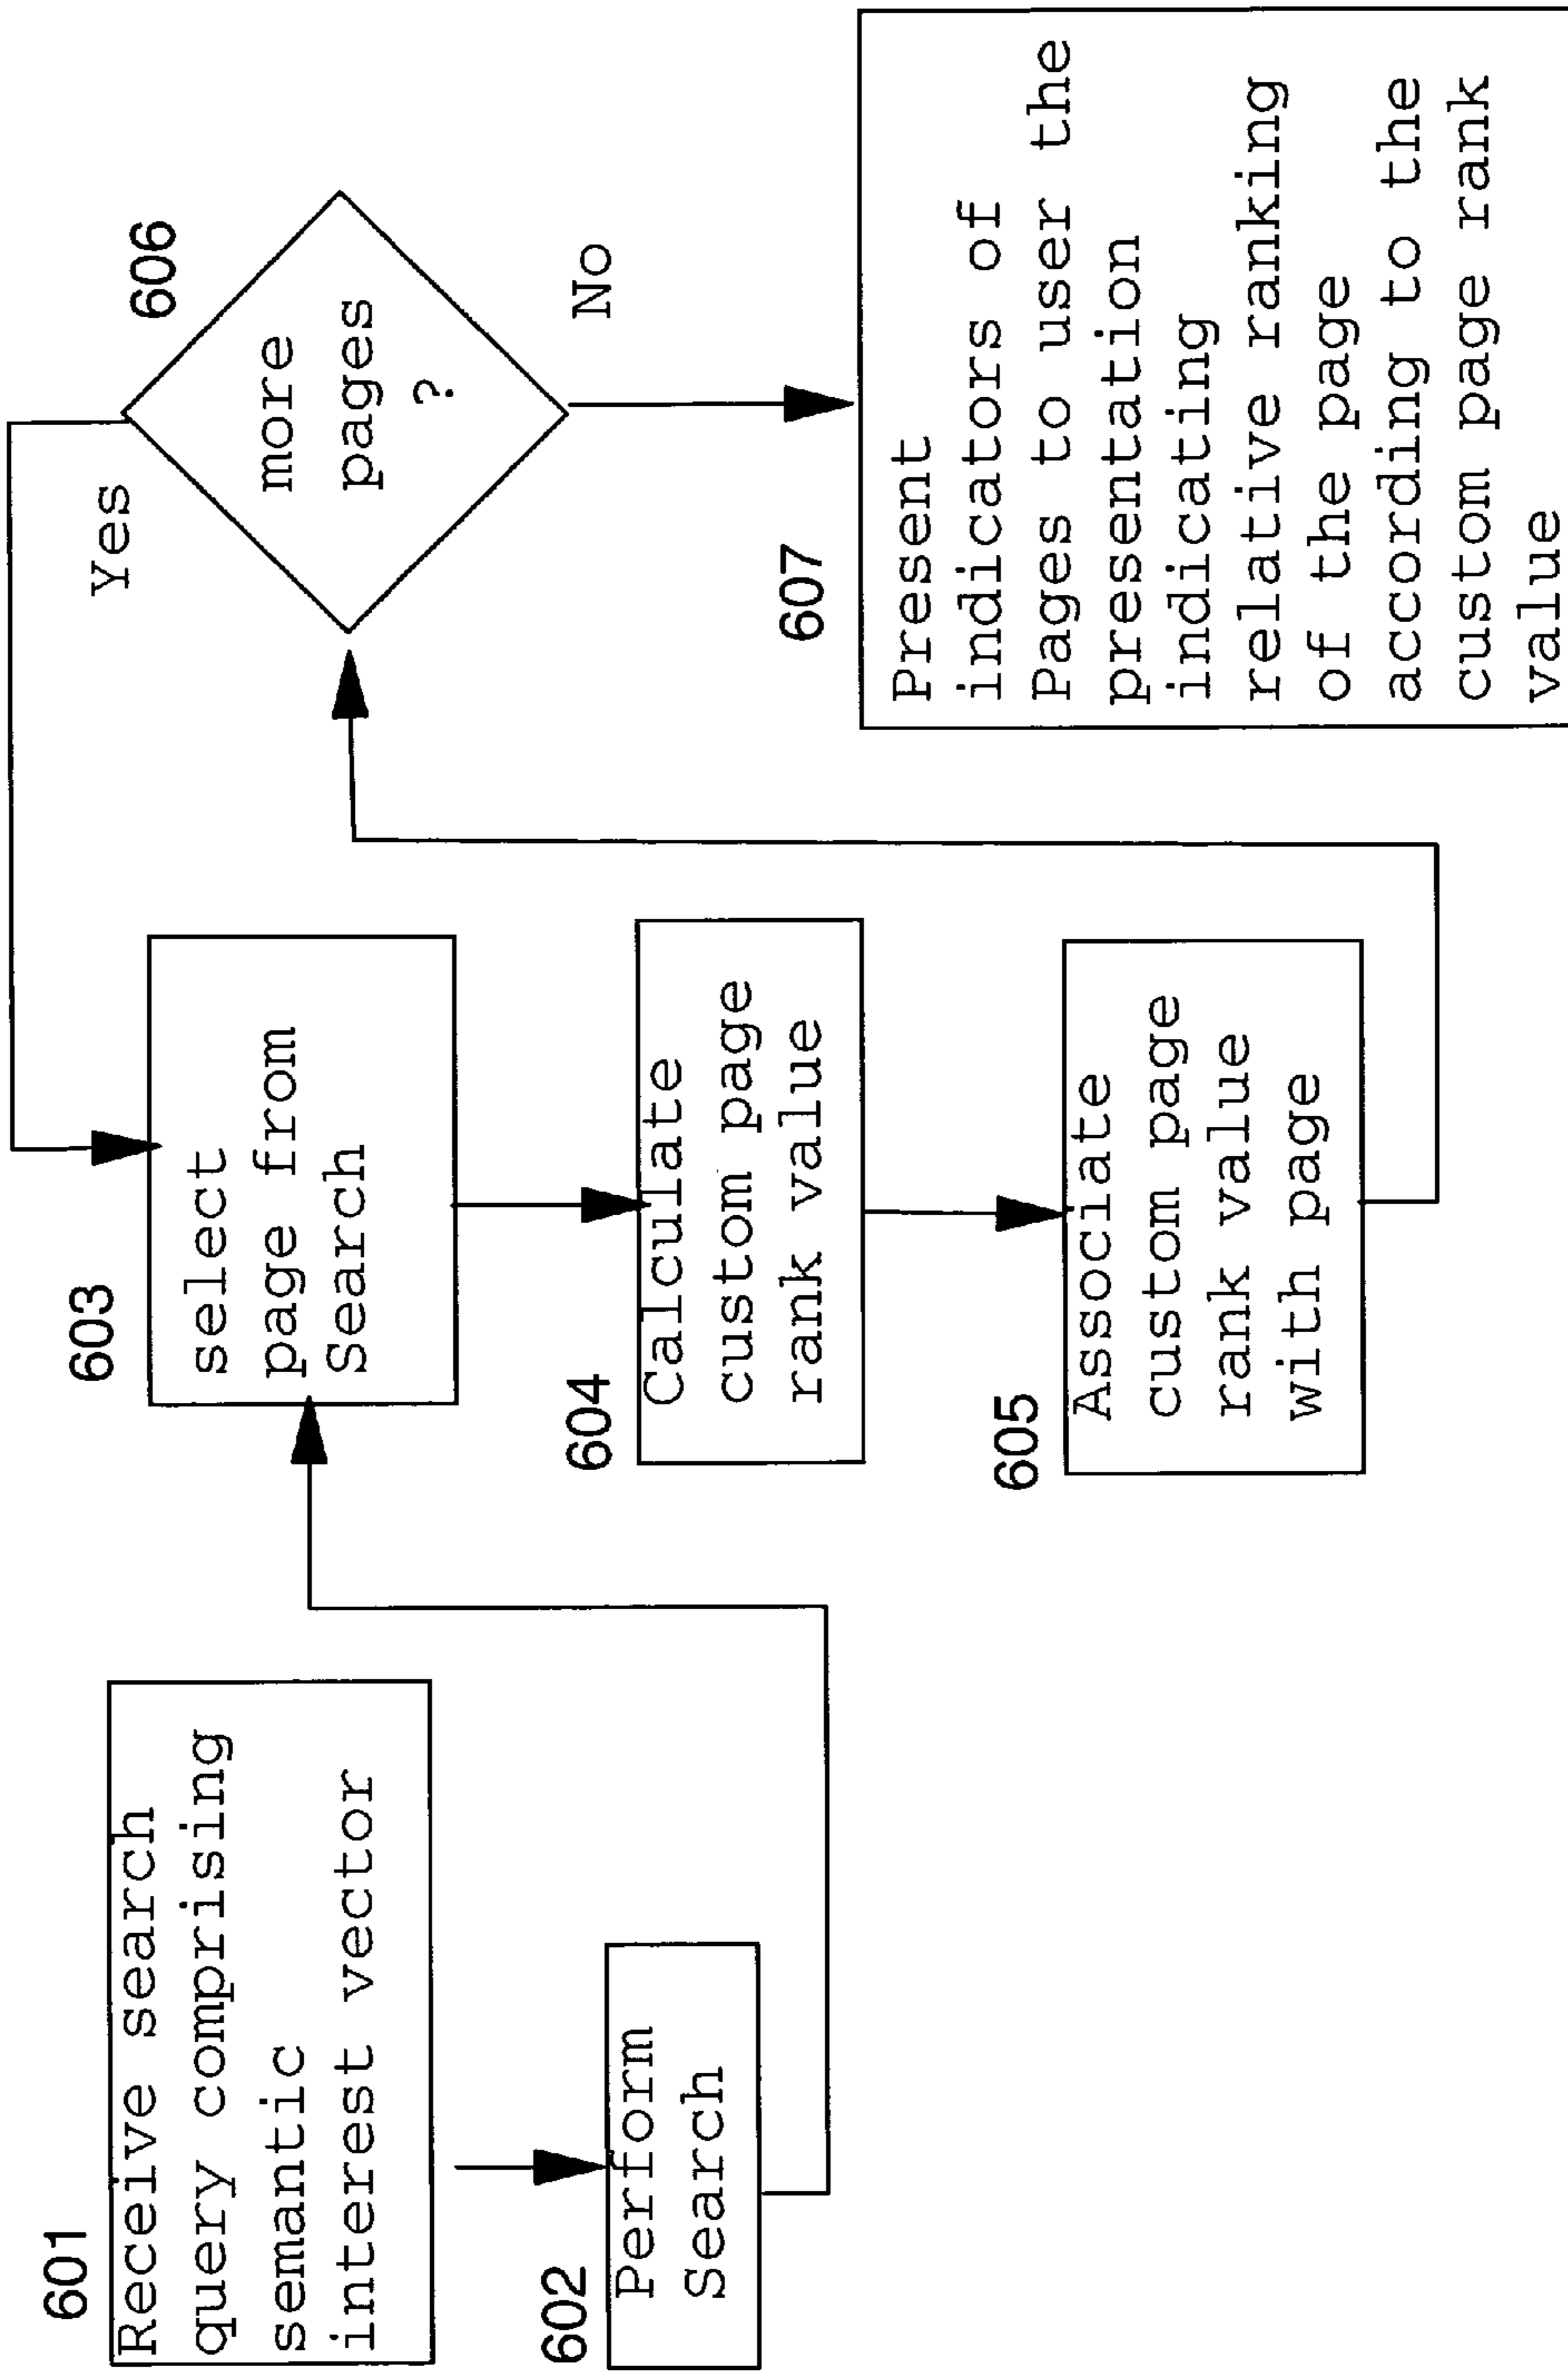 601
Receive search
query comprising
semantic
interest vector
602
Perform
Search
603
select
page from
Search
604
Calculate
custom page
rank value
605
Associate
custom page
rank value
with page
606
more
pages
?
Yes
No
607
Present
indicators of
Pages to user the
presentation
indicating
relative ranking
of the page
according to the
custom page rank
value